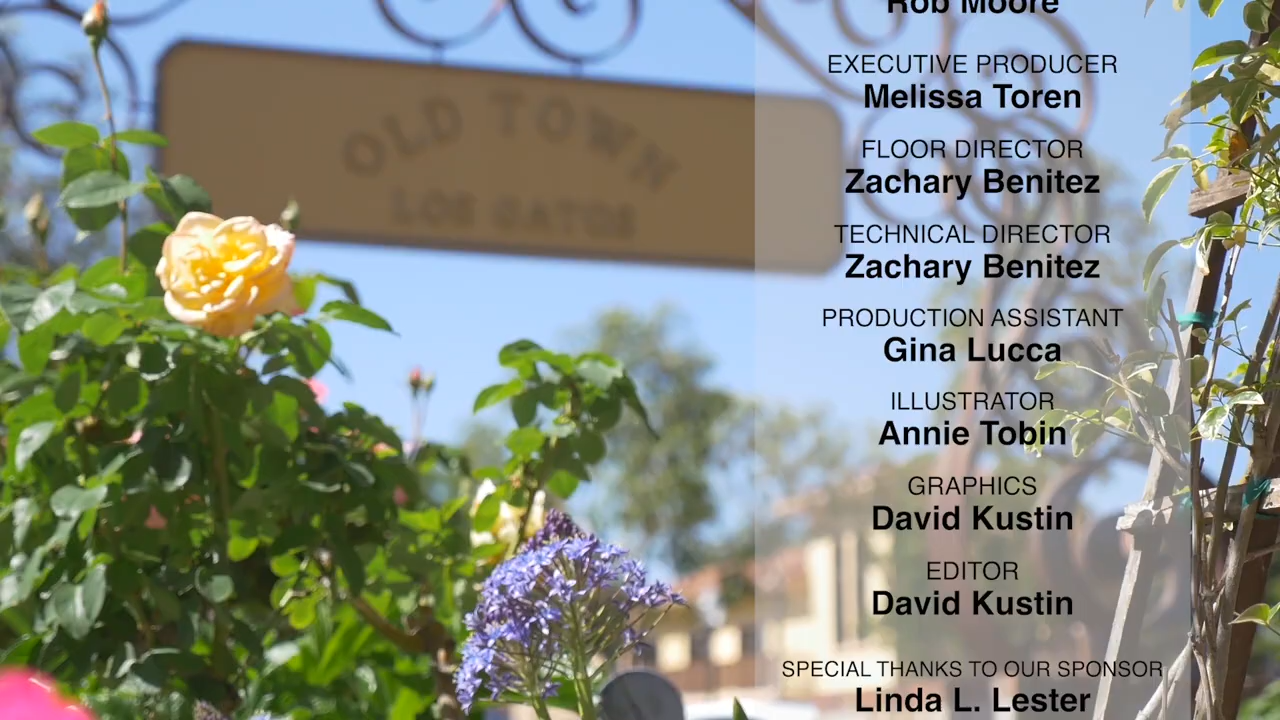 OLD TOWN
LOS GATOS
Rob Moore
EXECUTIVE PRODUCER
Melissa Toren
FLOOR DIRECTOR
Zachary Benitez
TECHNICAL DIRECTOR
Zachary Benitez
PRODUCTION ASSISTANT
Gina Lucca
ILLUSTRATOR
Annie Tobin
GRAPHICS
David Kustin
EDITOR
David Kustin
SPECIAL THANKS TO OUR SPONSOR
Linda L. Lester